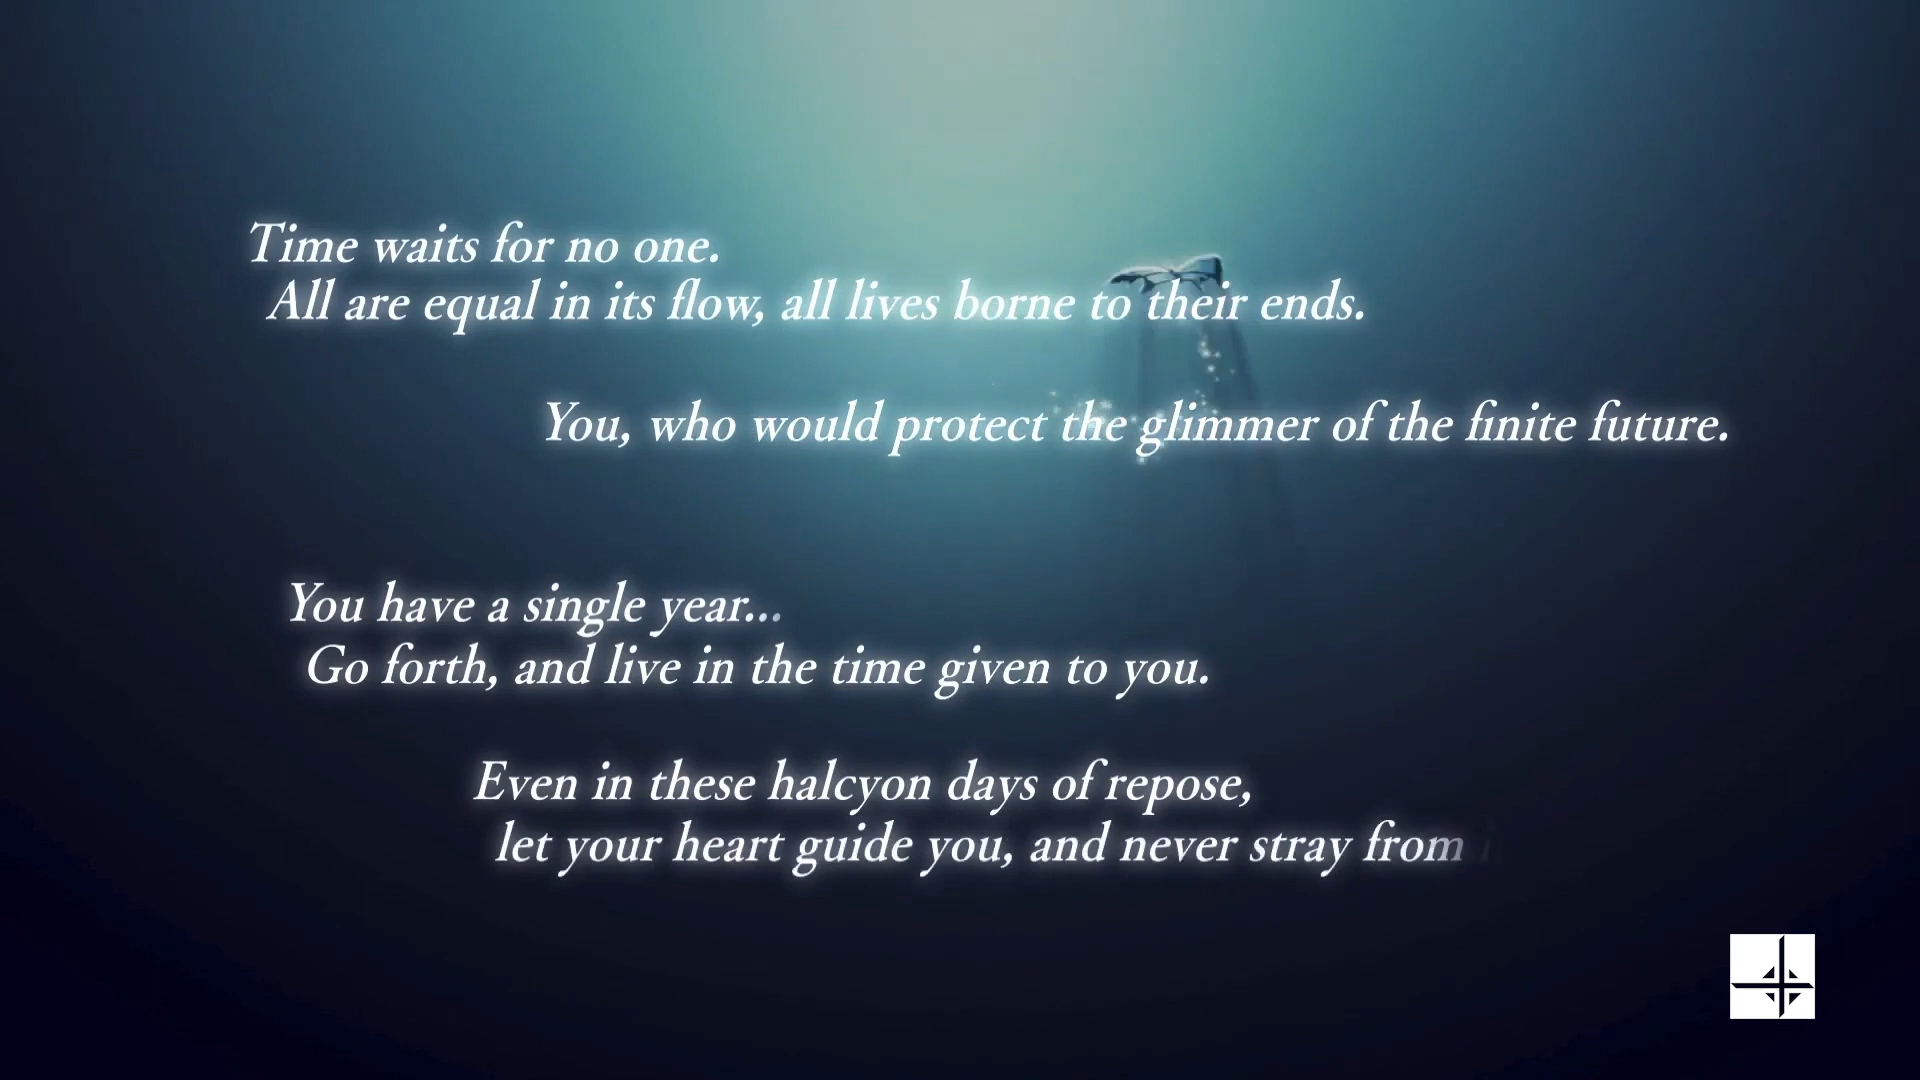 Time waits for no one.
All are equal in its flow, all lives borne to their ends.
You, who would protect the glimmer of the finite future.
You have a single year...
Go forth, and live in the time given to you.
Even in these halcyon days of repose,
let your heart guide you, and never stray from